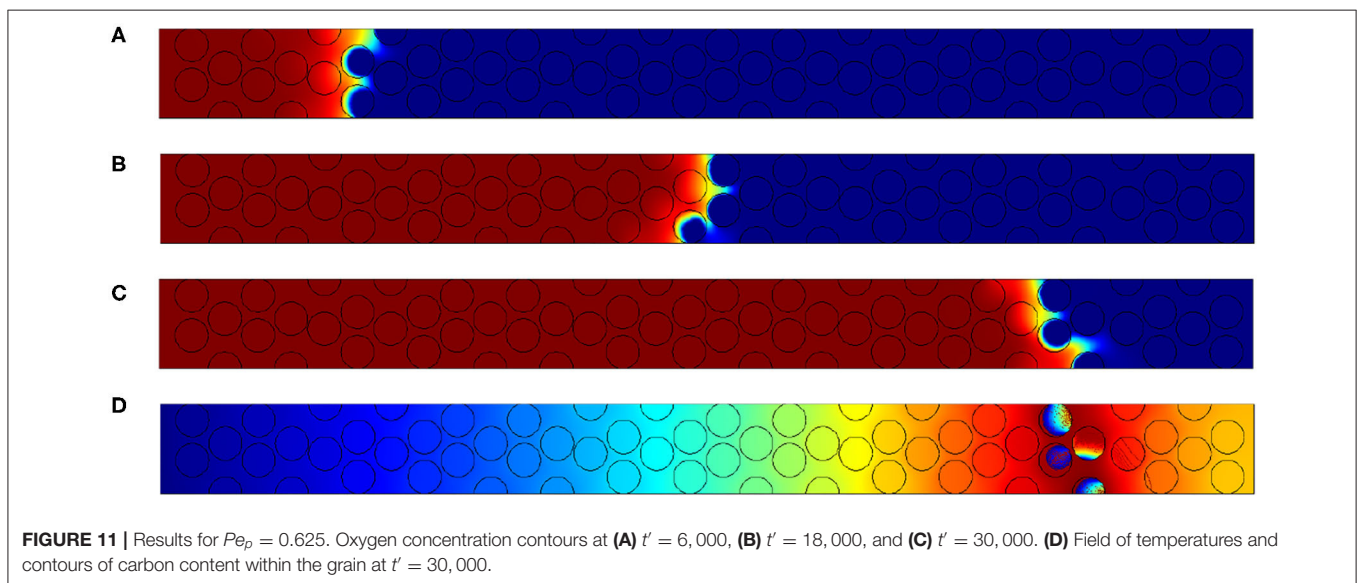 A
B
C
D
FIGURE 11 | Results for Pep = 0.625. Oxygen concentration contours at (A) t′ = 6, 000, (B) t′ = 18, 000, and (C) t′ = 30, 000. (D) Field of temperatures and
contours of carbon content within the grain at t′ = 30, 000.